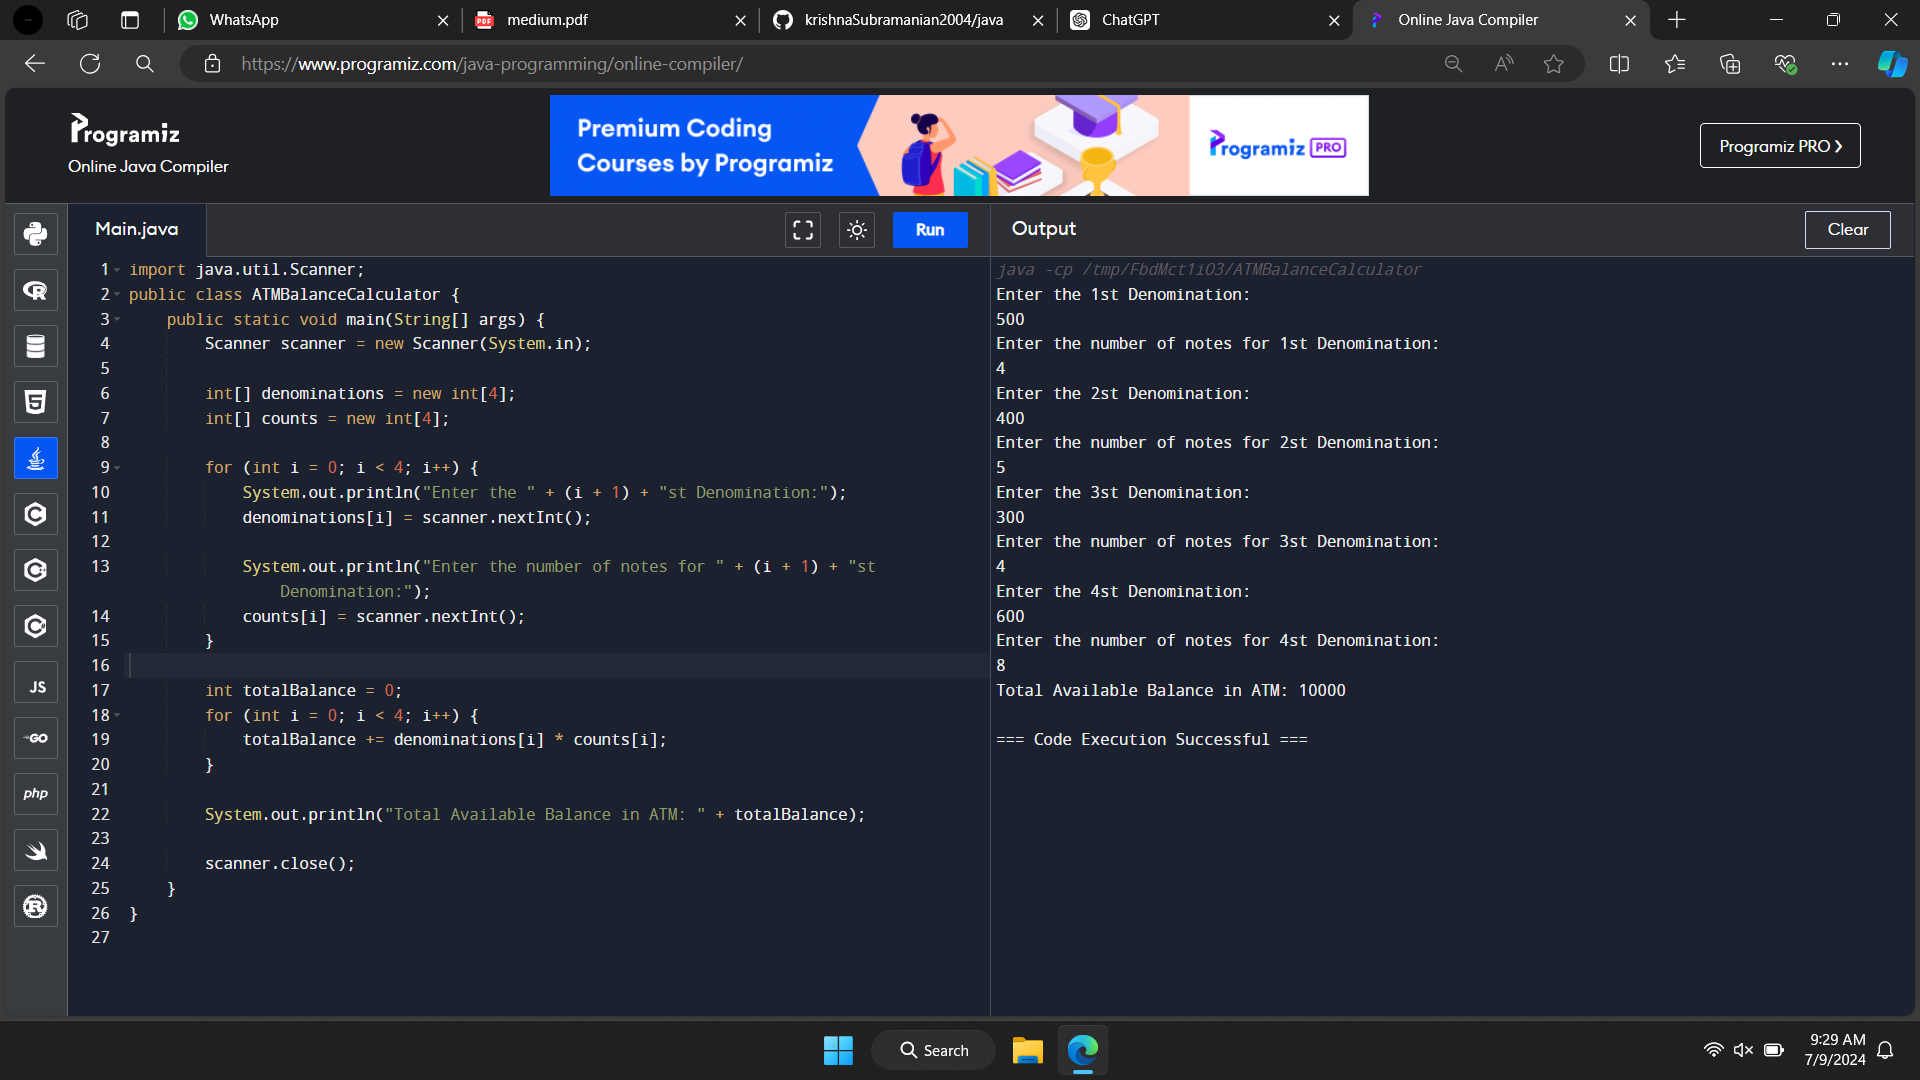 WhatsApp
medium.pdf
krishnaSubramanian2004/java
ChatGPT
Online Java Compiler
https://www.programiz.com/java-programming/online-compiler/
Programiz
Online Java Compiler
Premium Coding
Courses by Programiz
Programiz PRO
Programiz PRO
Main.java
Run
Output
Clear
1 import java.util.Scanner;
2 public class ATMBalanceCalculator {
3 public static void main(String[] args) {
4 Scanner scanner = new Scanner(System.in);
5
6 int[] denominations = new int[4];
7 int[] counts = new int[4];
8
9 for (int i = 0; i < 4; i++) {
10 System.out.println("Enter the " + (i + 1) + "st Denomination:");
11 denominations[i] = scanner.nextInt();
12
13 System.out.println("Enter the number of notes for " + (i + 1) + "st
Denomination:");
14 counts[i] = scanner.nextInt();
15 }
16
17 int totalBalance = 0;
18 for (int i = 0; i < 4; i++) {
19 totalBalance += denominations[i] * counts[i];
20 }
21
22 System.out.println("Total Available Balance in ATM: " + totalBalance);
23
24 scanner.close();
25 }
26 }
27
java -cp /tmp/FbdMct1iO3/ATMBalanceCalculator
Enter the 1st Denomination:
500
Enter the number of notes for 1st Denomination:
4
Enter the 2st Denomination:
400
Enter the number of notes for 2st Denomination:
5
Enter the 3st Denomination:
300
Enter the number of notes for 3st Denomination:
4
Enter the 4st Denomination:
600
Enter the number of notes for 4st Denomination:
8
Total Available Balance in ATM: 10000
=== Code Execution Successful ===
JS
GO
php
Search
9:29 AM
7/9/2024